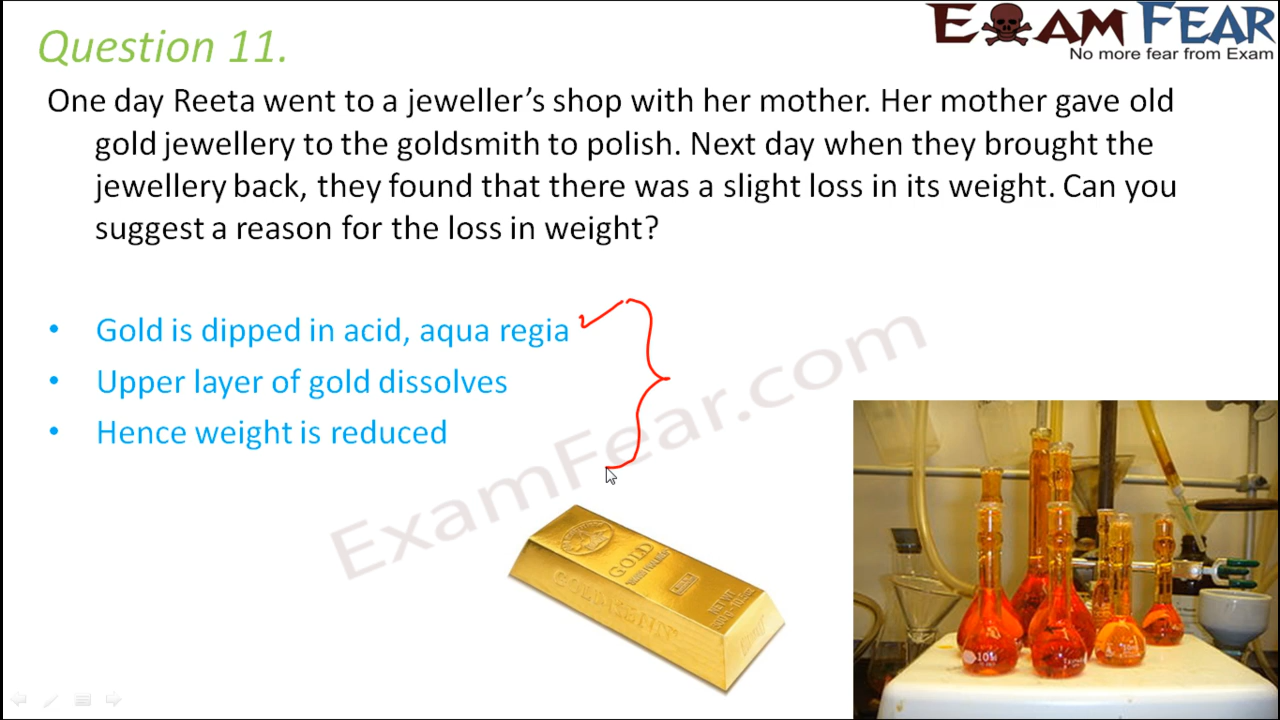 EXAM FEAR
No more fear from Exam
Question 11.
One day Reeta went to a jeweller's shop with her mother. Her mother gave old
gold jewellery to the goldsmith to polish. Next day when they brought the
jewellery back, they found that there was a slight loss in its weight. Can you
suggest a reason for the loss in weight?
• Gold is dipped in acid, aqua regia
• Upper layer of gold dissolves
• Hence weight is reduced
ExamFear.com
GOLD